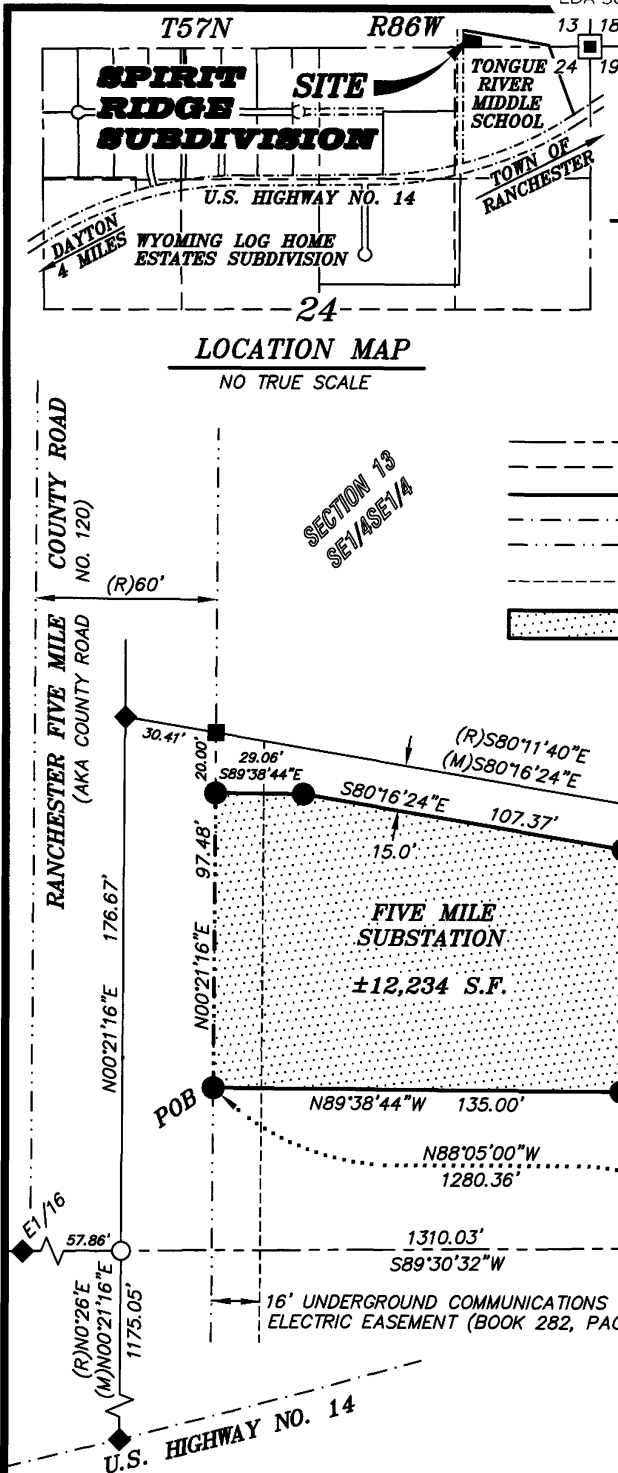 13 18
T57N R86W
SPIRIT
RIDGE
SUBDIVISION
SITE
TONGUE
RIVER
MIDDLE
SCHOOL
24 19
TOWN OF
RANCHESTER
U.S. HIGHWAY NO. 14
DAYTON
4 MILES
WYOMING LOG HOME
ESTATES SUBDIVISION
24
LOCATION MAP
NO TRUE SCALE
RANCHESTER FIVE MILE COUNTY ROAD
(AKA COUNTY ROAD NO. 120)
(R)60'
SECTION 13
SE1/4SE1/4
30.41'
20.00'
29.06'
S89°38'44"E
(R)S80°11'40"E
(M)S80°16'24"E
S80°16'24"E 107.37'
15.0'
N00°21'16"E 97.48'
N00°21'16"E 176.67'
FIVE MILE
SUBSTATION
±12,234 S.F.
POB
N89°38'44"W 135.00'
N88°05'00"W
1280.36'
E1/16
57.86'
1310.03'
S89°30'32"W
(R)N0°26'E
(M)N00°21'16"E
1175.05'
16' UNDERGROUND COMMUNICATIONS
ELECTRIC EASEMENT (BOOK 282, PAG
U.S. HIGHWAY NO. 14